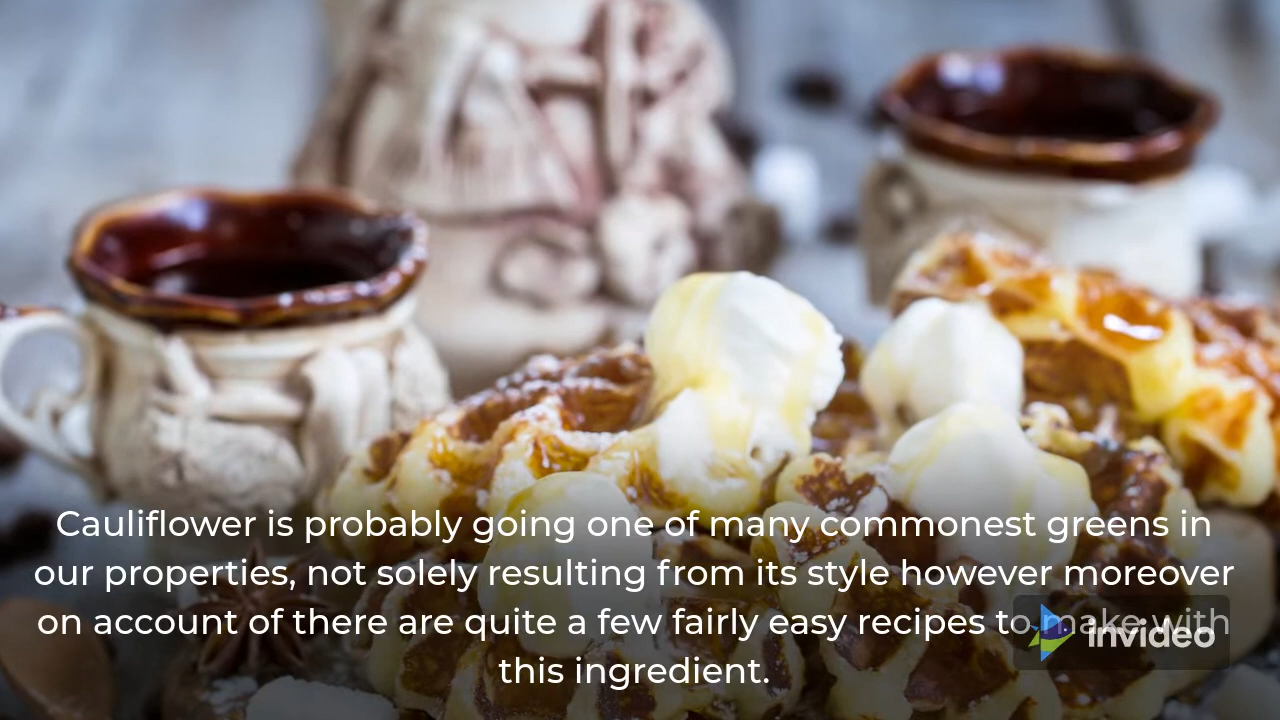 Cauliflower is probably going one of many commonest greens in
our properties, not solely resulting from its style however moreover
on account of there are quite a few fairly easy recipes to make with
this ingredient.
invideo